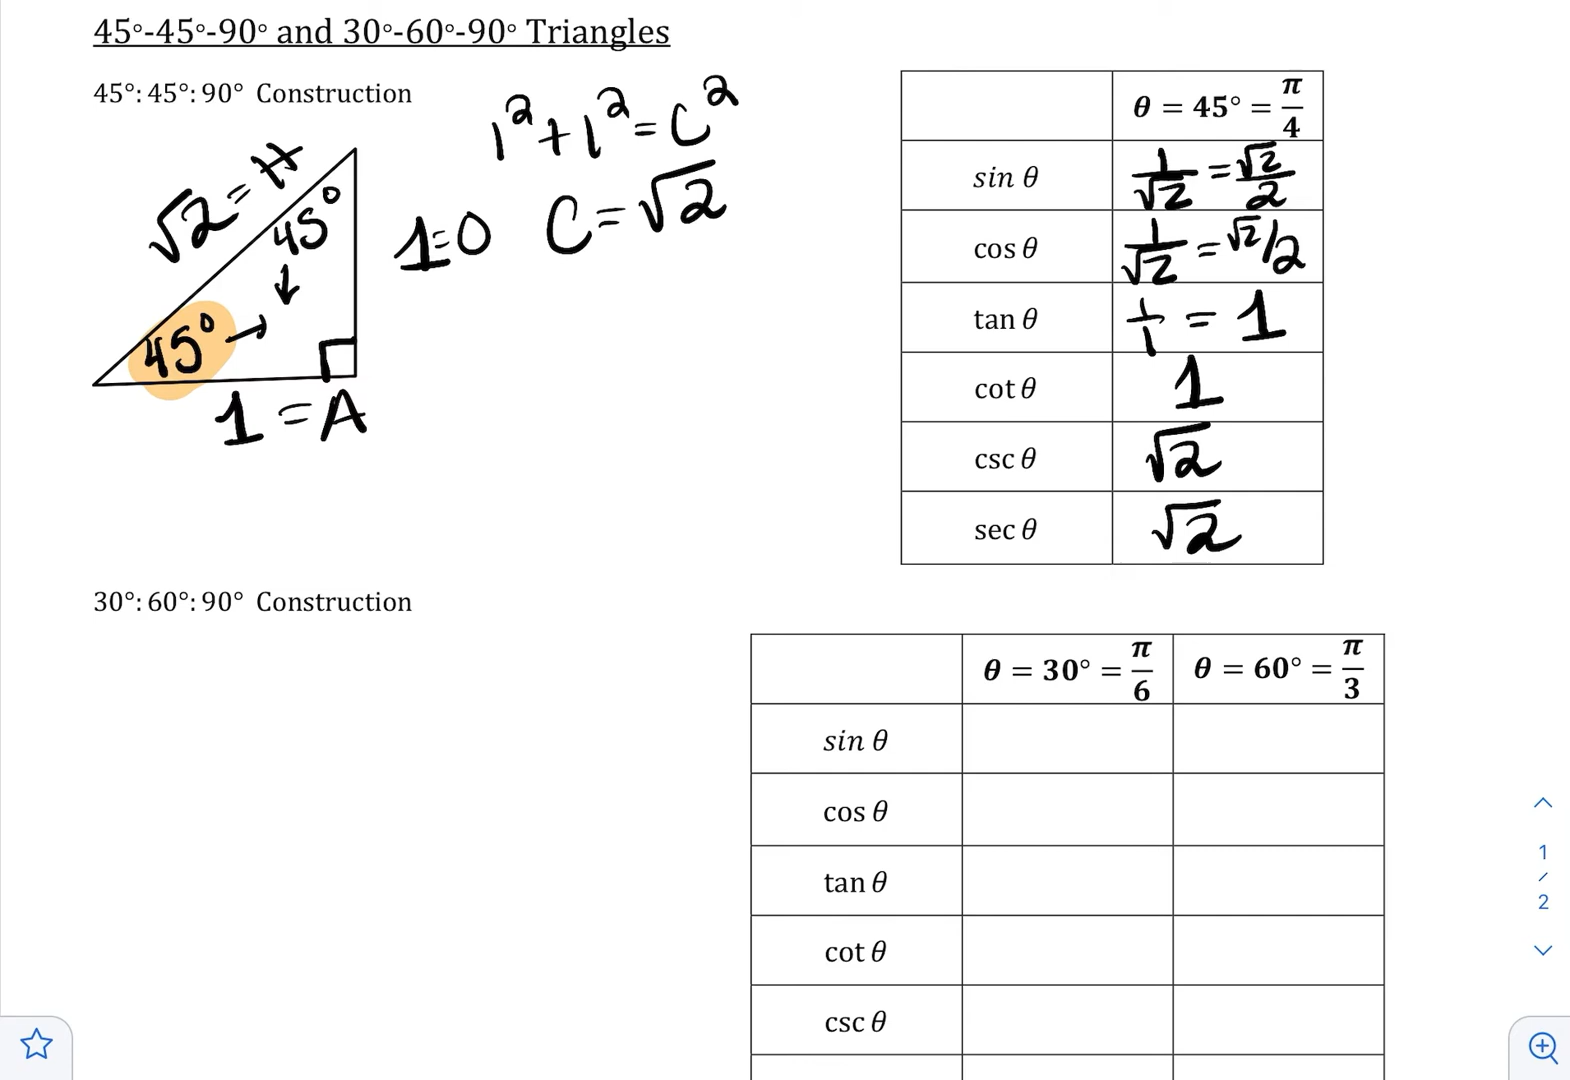 45°-45°-90° and 30°-60°-90° Triangles
45°: 45°: 90° Construction
1² + 1² = C²
C = √2
√2 = H
45°
1 = O
45°
1 = A
θ = 45° = π/4
sin θ 1/√2 = √2/2
cos θ 1/√2 = √2/2
tan θ 1/1 = 1
cot θ 1
csc θ √2
sec θ √2
30°: 60°: 90° Construction
θ = 30° = π/6 θ = 60° = π/3
sin θ
cos θ
tan θ
cot θ
csc θ
1
/
2